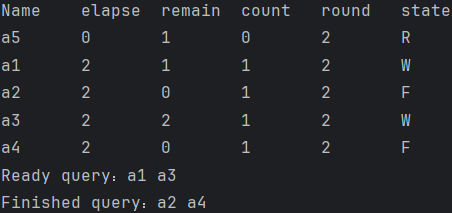 Name elapse remain count round state
a5 0 1 0 2 R
a1 2 1 1 2 W
a2 2 0 1 2 F
a3 2 2 1 2 W
a4 2 0 1 2 F
Ready query：a1 a3
Finished query：a2 a4